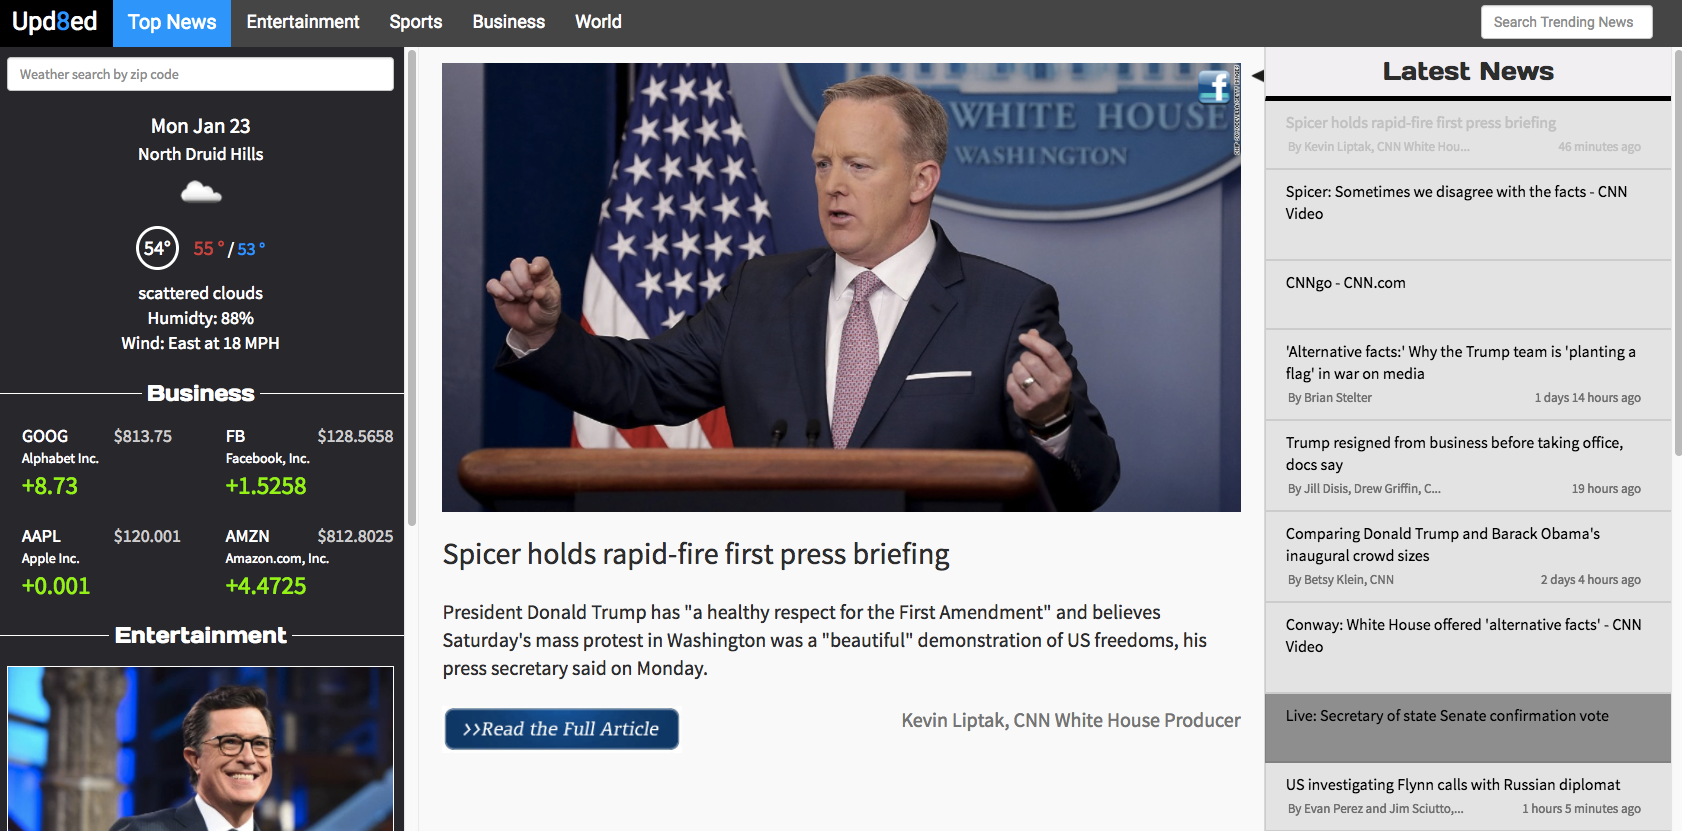 Upd8ed
Top News
Entertainment
Sports
Business
World
Search Trending News
Weather search by zip code
Mon Jan 23
North Druid Hills
54°
55 ° / 53 °
scattered clouds
Humidty: 88%
Wind: East at 18 MPH
Business
GOOG $813.75
Alphabet Inc.
+8.73
FB $128.5658
Facebook, Inc.
+1.5258
AAPL $120.001
Apple Inc.
+0.001
AMZN $812.8025
Amazon.com, Inc.
+4.4725
Entertainment
WHITE HOUSE
WASHINGTON
f
Spicer holds rapid-fire first press briefing
President Donald Trump has "a healthy respect for the First Amendment" and believes
Saturday's mass protest in Washington was a "beautiful" demonstration of US freedoms, his
press secretary said on Monday.
>>Read the Full Article
Kevin Liptak, CNN White House Producer
Latest News
Spicer holds rapid-fire first press briefing
By Kevin Liptak, CNN White Hou... 46 minutes ago
Spicer: Sometimes we disagree with the facts - CNN
Video
CNNgo - CNN.com
'Alternative facts:' Why the Trump team is 'planting a
flag' in war on media
By Brian Stelter 1 days 14 hours ago
Trump resigned from business before taking office,
docs say
By Jill Disis, Drew Griffin, C... 19 hours ago
Comparing Donald Trump and Barack Obama's
inaugural crowd sizes
By Betsy Klein, CNN 2 days 4 hours ago
Conway: White House offered 'alternative facts' - CNN
Video
Live: Secretary of state Senate confirmation vote
US investigating Flynn calls with Russian diplomat
By Evan Perez and Jim Sciutto,... 1 hours 5 minutes ago